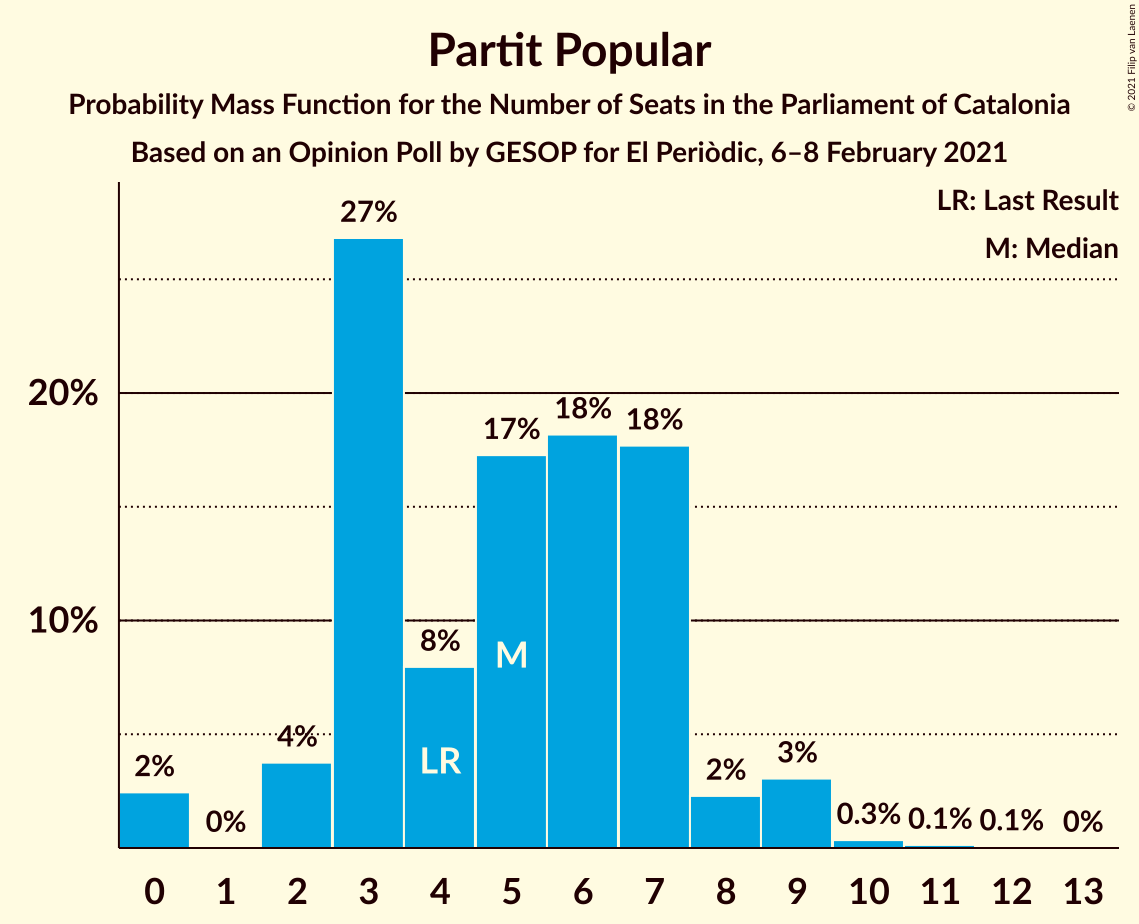 Partit Popular
Probability Mass Function for the Number of Seats in the Parliament of Catalonia
Based on an Opinion Poll by GESOP for El Periòdic, 6–8 February 2021
© 2021 Filip van Laenen
LR: Last Result
M: Median
20%
10%
2%
0%
4%
27%
8%
17%
18%
18%
2%
3%
0.3%
0.1%
0.1%
0%
LR
M
0 1 2 3 4 5 6 7 8 9 10 11 12 13